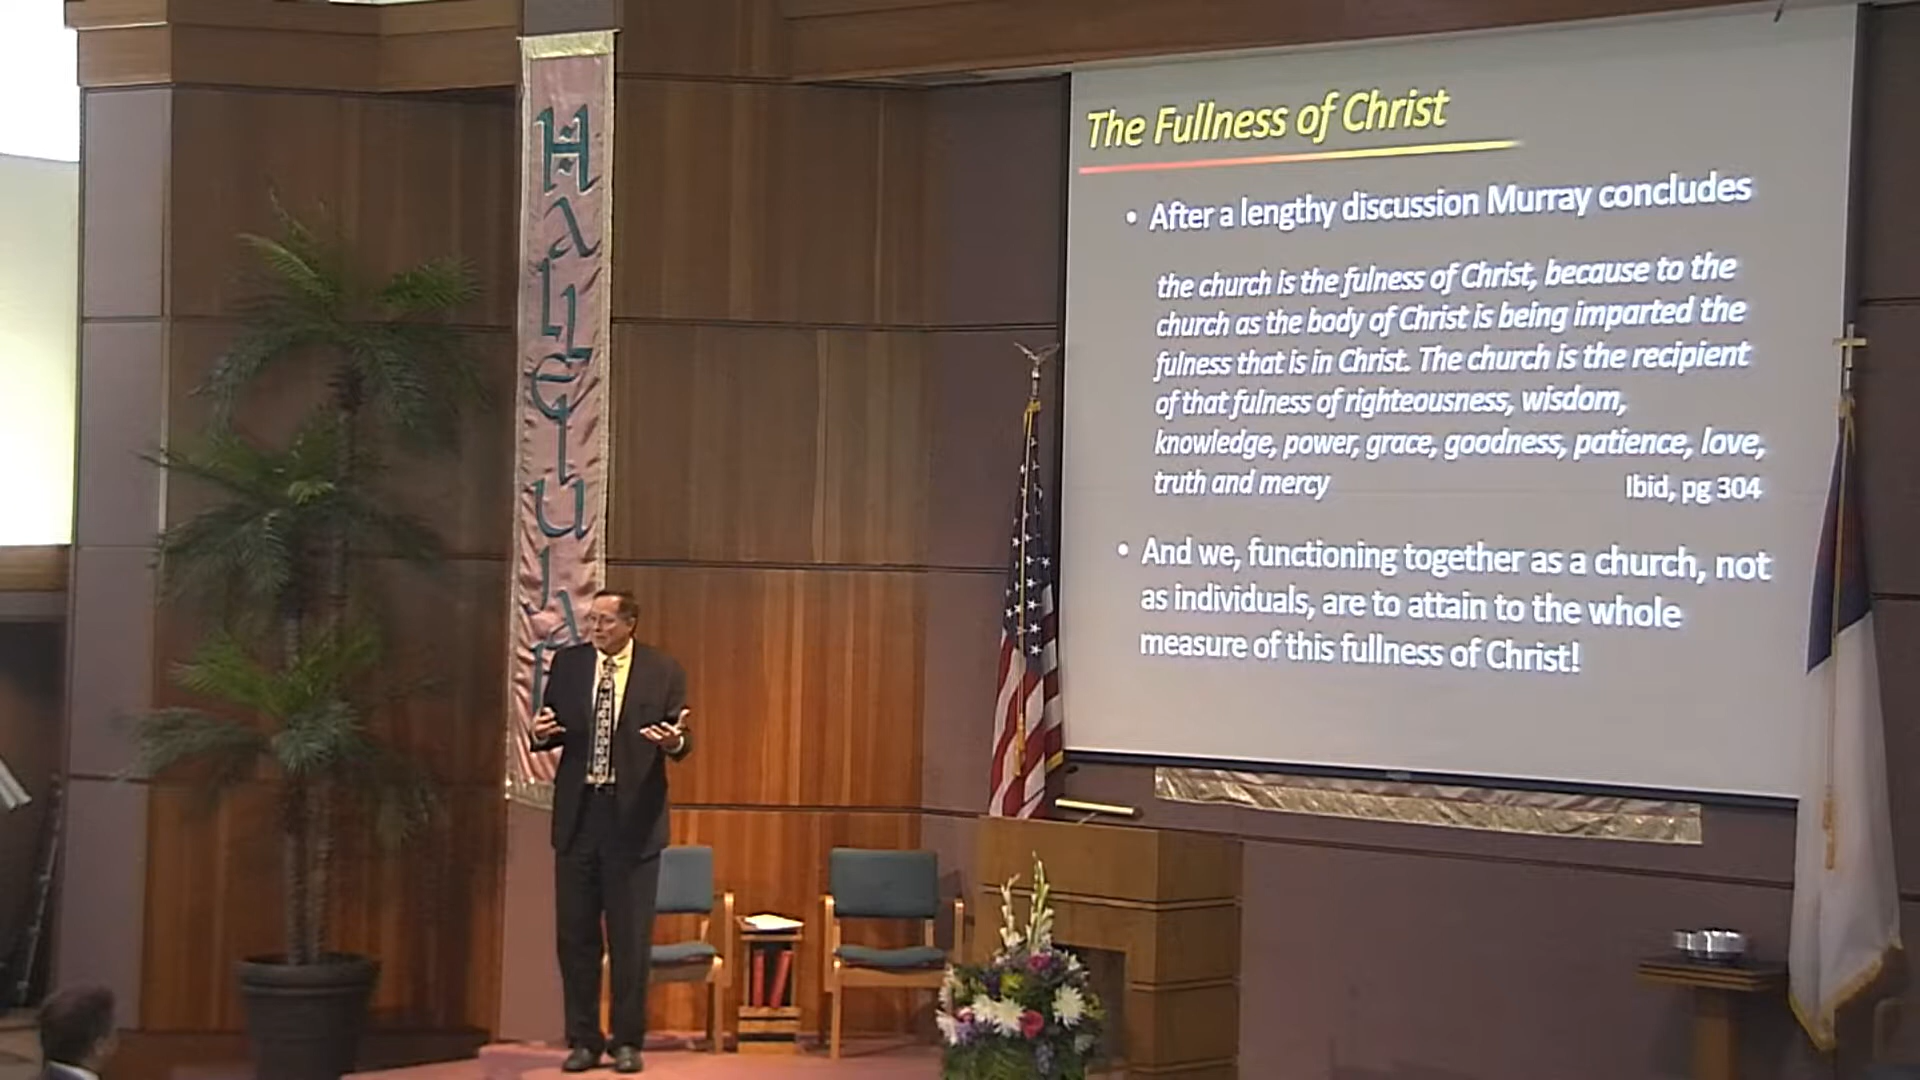 HALLELUJAH
The Fullness of Christ
• After a lengthy discussion Murray concludes
the church is the fulness of Christ, because to the
church as the body of Christ is being imparted the
fulness that is in Christ. The church is the recipient
of that fulness of righteousness, wisdom,
knowledge, power, grace, goodness, patience, love,
truth and mercy Ibid, pg 304
• And we, functioning together as a church, not
as individuals, are to attain to the whole
measure of this fullness of Christ!